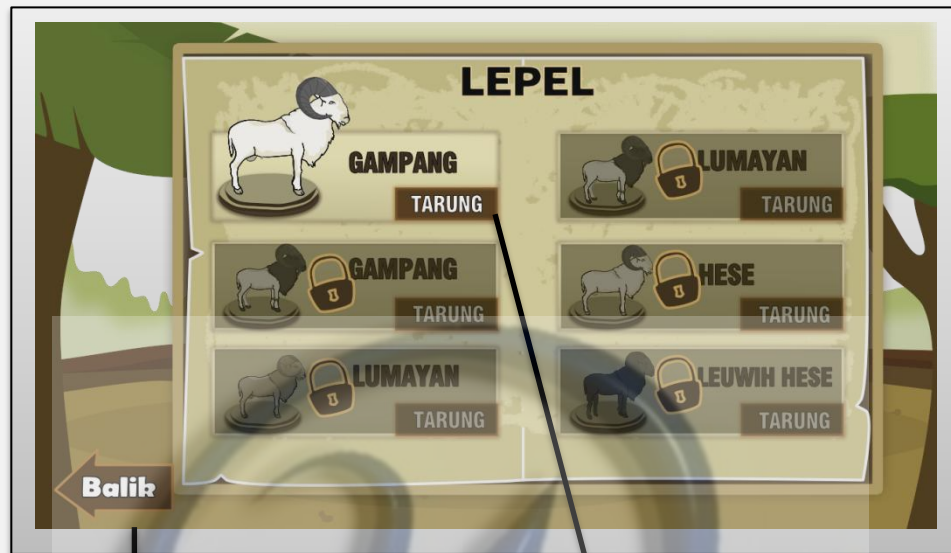 LEPEL
GAMPANG
TARUNG
LUMAYAN
TARUNG
GAMPANG
TARUNG
HESE
TARUNG
LUMAYAN
TARUNG
LEUWIH HESE
TARUNG
Balik